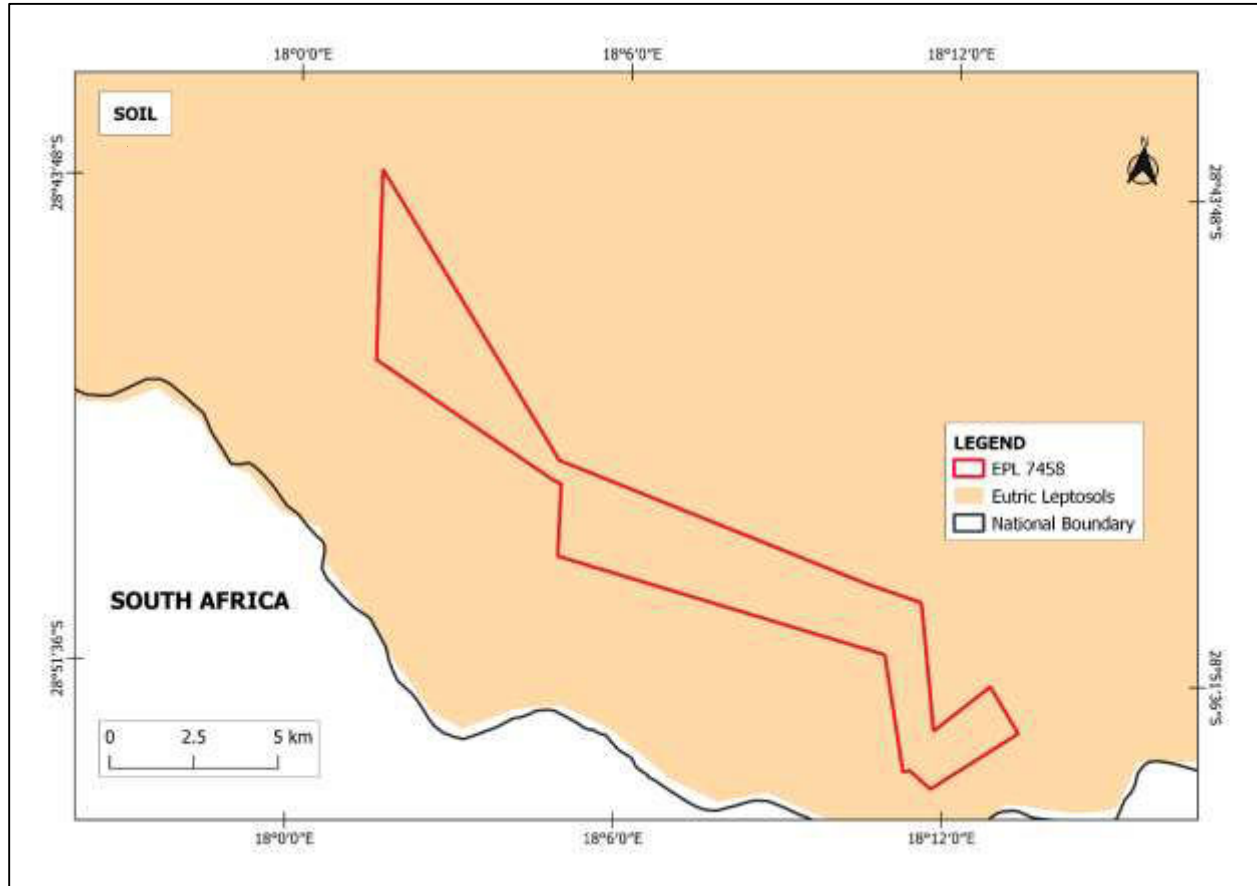 18°0'0"E
18°6'0"E
18°12'0"E
SOIL
N
28°43'48"S
28°43'48"S
LEGEND
EPL 7458
Eutric Leptosols
National Boundary
SOUTH AFRICA
28°51'36"S
28°51'36"S
0 2.5 5 km
18°0'0"E
18°6'0"E
18°12'0"E